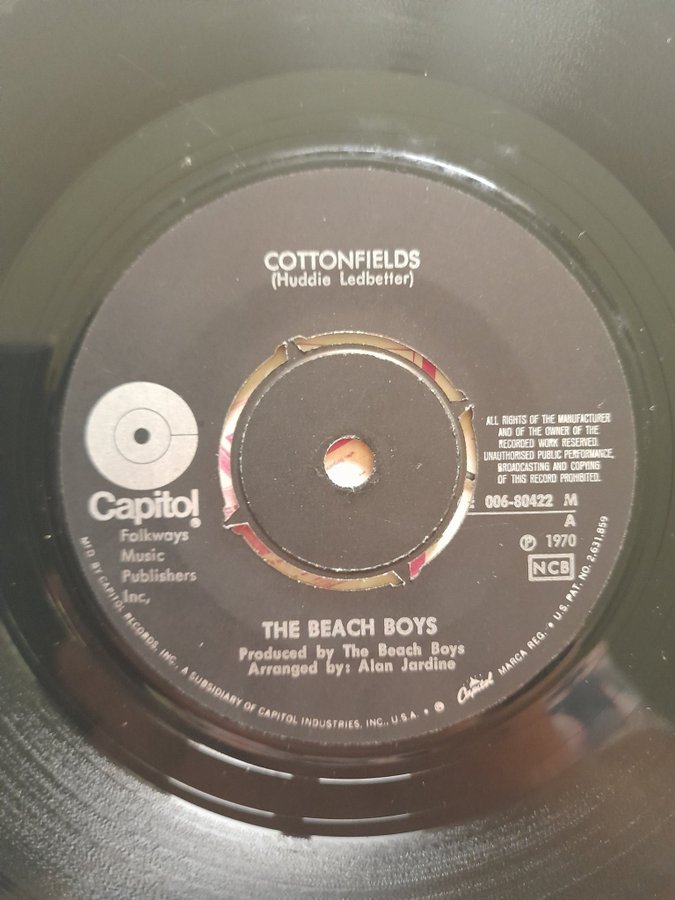 COTTONFIELDS
(Huddie Ledbetter)
ALL RIGHTS OF THE MANUFACTURER
AND OF THE OWNER OF THE
RECORDED WORK RESERVED.
UNAUTHORISED PUBLIC PERFORMANCE,
BROADCASTING AND COPYING
OF THIS RECORD PROHIBITED.
Capitol®
Folkways
Music
Publishers
Inc,
006-80422 M
A
℗ 1970
NCB
THE BEACH BOYS
Produced by The Beach Boys
Arranged by: Alan Jardine
MFD BY CAPITOL RECORDS, INC. A SUBSIDIARY OF CAPITOL INDUSTRIES, INC., U.S.A. • ® Capitol MARCA REG. • U.S. PAT. NO. 2,631,859